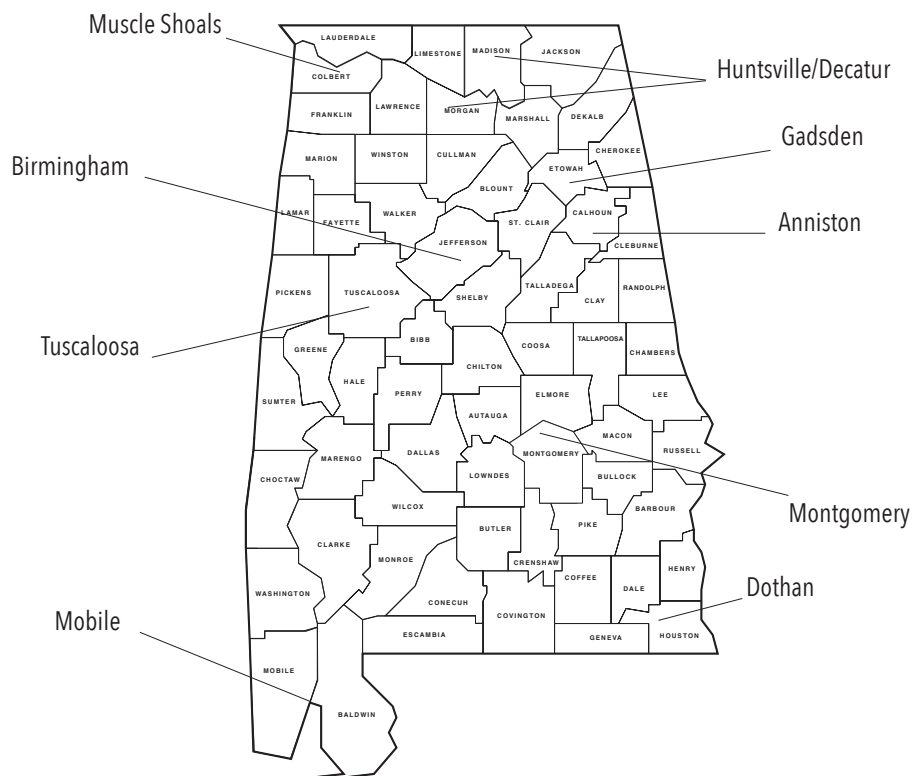 Muscle Shoals
LAUDERDALE
LIMESTONE
MADISON
JACKSON
COLBERT
Huntsville/Decatur
FRANKLIN
LAWRENCE
MORGAN
MARSHALL
DEKALB
Gadsden
CHEROKEE
Birmingham
MARION
WINSTON
CULLMAN
ETOWAH
BLOUNT
LAMAR
FAYETTE
WALKER
ST. CLAIR
CALHOUN
Anniston
JEFFERSON
CLEBURNE
PICKENS
TUSCALOOSA
SHELBY
TALLADEGA
CLAY
RANDOLPH
Tuscaloosa
GREENE
BIBB
COOSA
TALLAPOOSA
CHAMBERS
HALE
CHILTON
SUMTER
PERRY
ELMORE
LEE
AUTAUGA
MACON
MARENGO
DALLAS
MONTGOMERY
RUSSELL
CHOCTAW
LOWNDES
BULLOCK
WILCOX
BARBOUR
Montgomery
CLARKE
BUTLER
PIKE
MONROE
CRENSHAW
COFFEE
HENRY
WASHINGTON
CONECUH
DALE
Dothan
Mobile
COVINGTON
ESCAMBIA
GENEVA
HOUSTON
MOBILE
BALDWIN